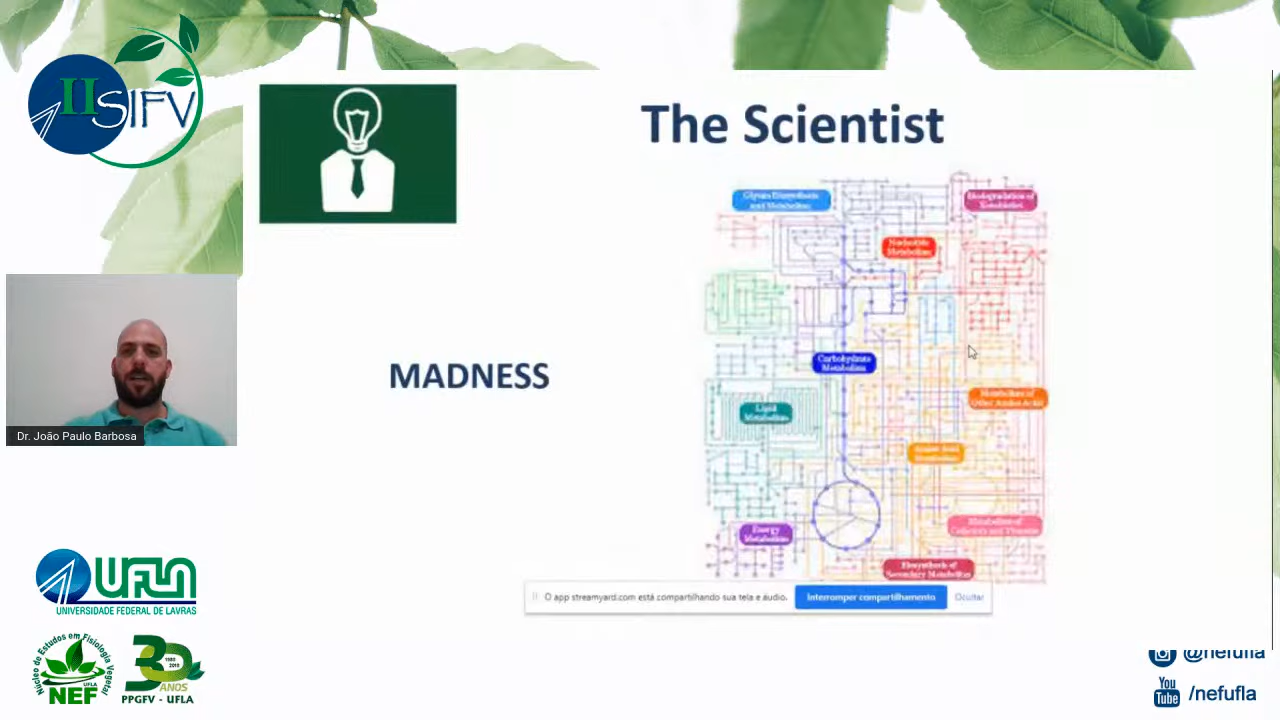 II SIFV
The Scientist
Glycan Biosynthesis
and Metabolism
Biodegradation of
Xenobiotics
Nucleotide
Metabolism
MADNESS
Carbohydrate
Metabolism
Metabolism of
Other Amino Acids
Lipid
Metabolism
Amino Acid
Metabolism
Dr. João Paulo Barbosa
Energy
Metabolism
Metabolism of
Cofactors and Vitamins
Biosynthesis of
Secondary Metabolites
O app streamyard.com está compartilhando sua tela e áudio.
Interromper compartilhamento
Ocultar
UFLA
UNIVERSIDADE FEDERAL DE LAVRAS
Núcleo de Estudos em Fisiologia Vegetal
UFLA
NEF
30
ANOS
PPGFV - UFLA
@nefufla
You
Tube
/nefufla